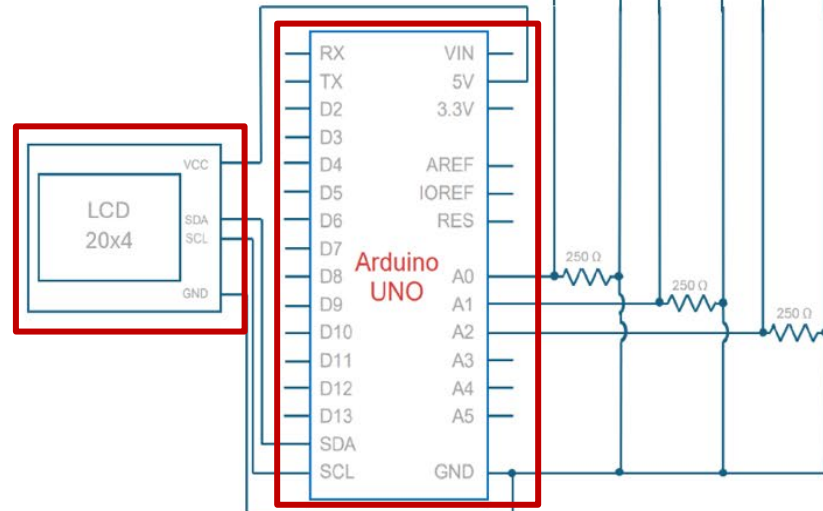 LCD
20x4
VCC
SDA
SCL
GND
RX
TX
D2
D3
D4
D5
D6
D7
D8
D9
D10
D11
D12
D13
SDA
SCL
Arduino
UNO
VIN
5V
3.3V
AREF
IOREF
RES
A0
A1
A2
A3
A4
A5
GND
250 Ω
250 Ω
250 Ω